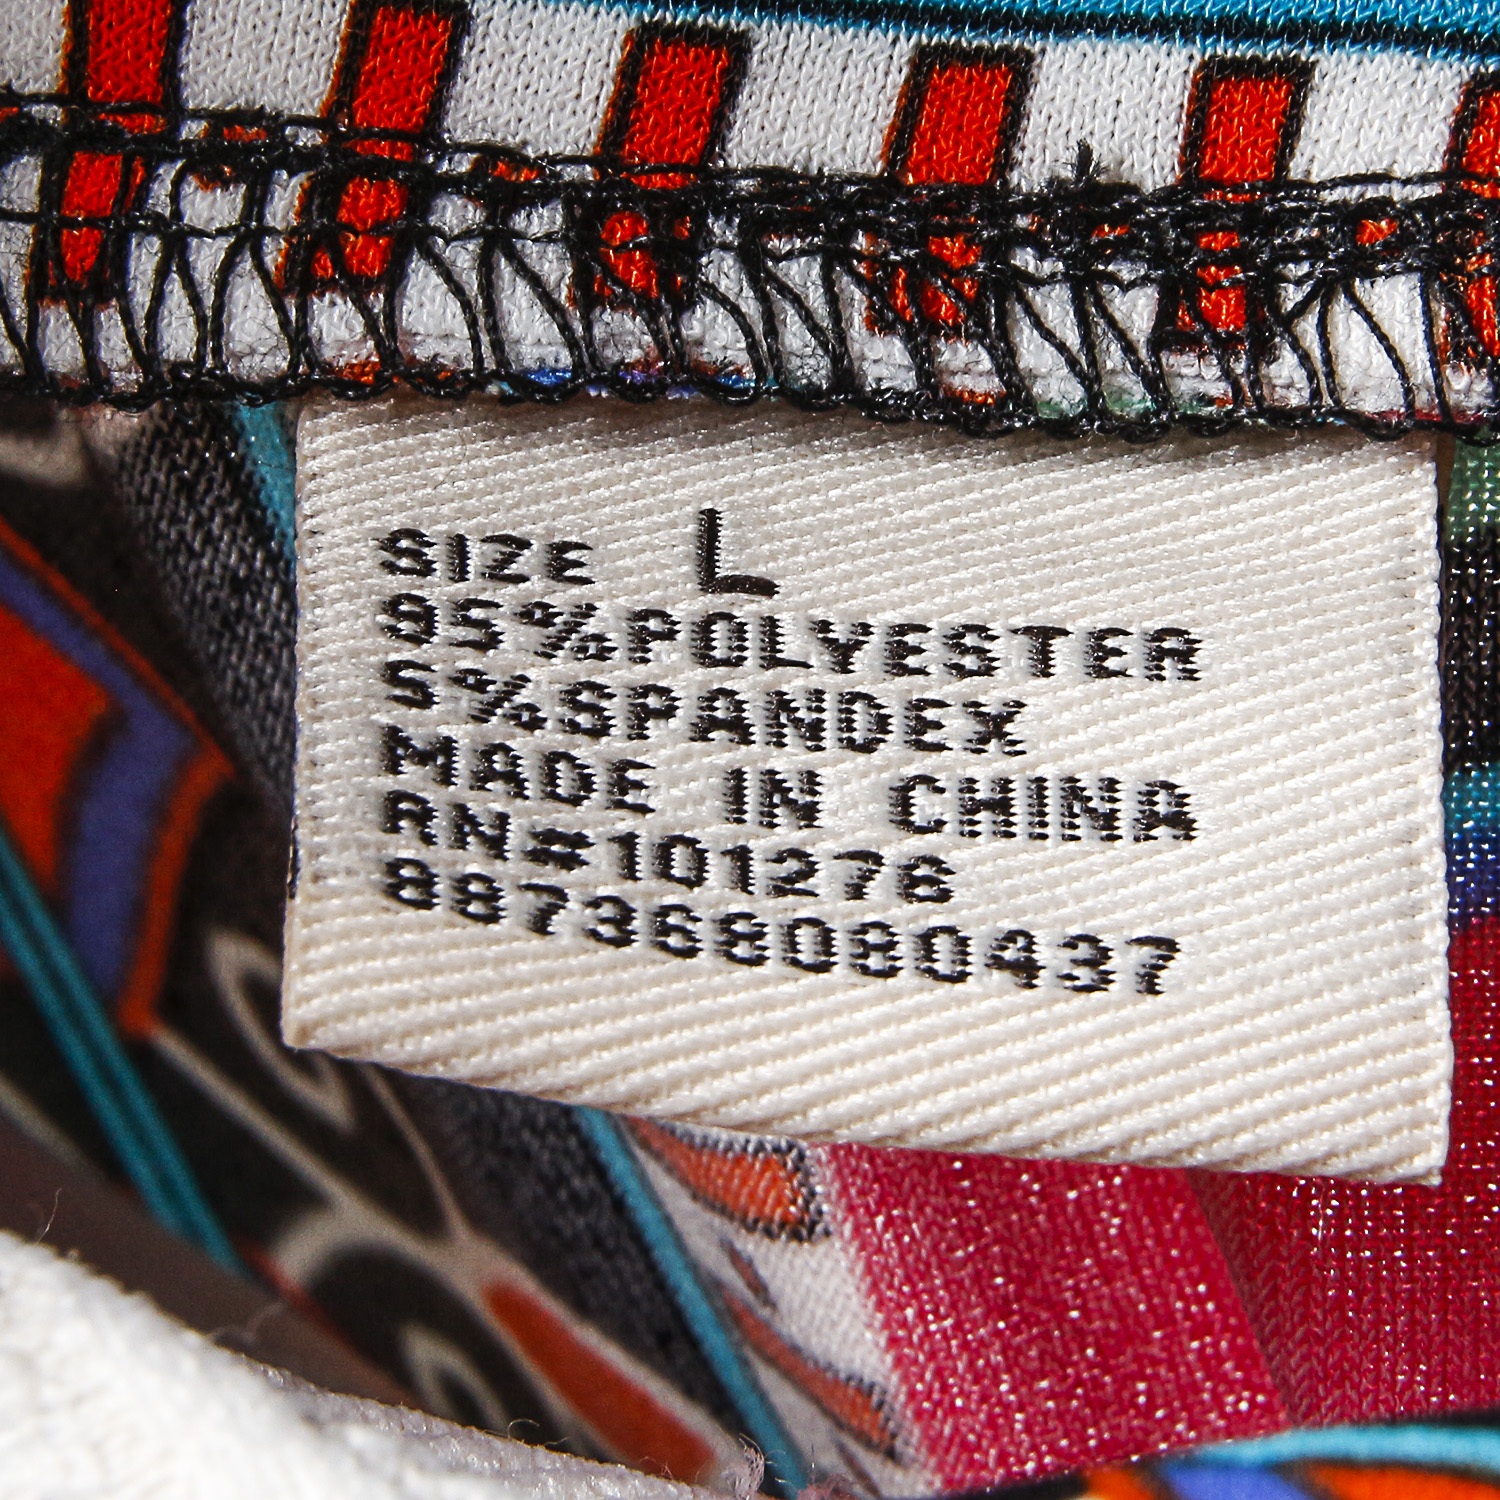 SIZE L
95%POLYESTER
5%SPANDEX
MADE IN CHINA
RN#101276
887368080437